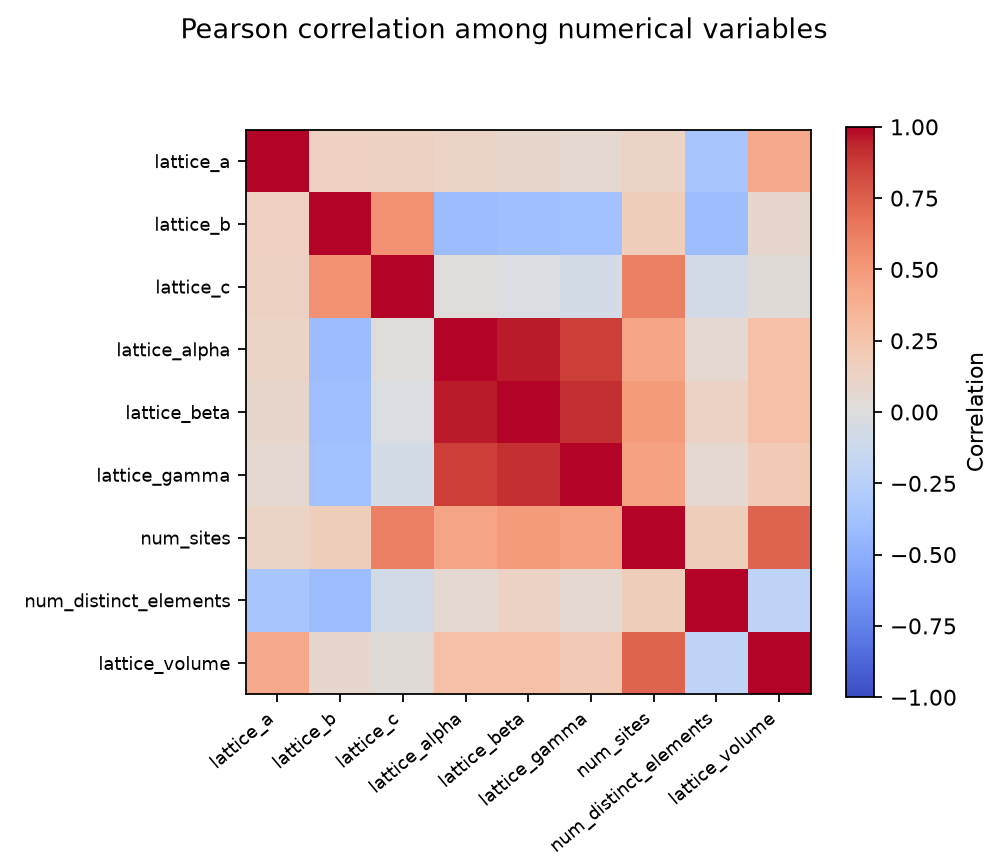 Pearson correlation among numerical variables
lattice_a
lattice_b
lattice_c
lattice_alpha
lattice_beta
lattice_gamma
num_sites
num_distinct_elements
lattice_volume
lattice_a
lattice_b
lattice_c
lattice_alpha
lattice_beta
lattice_gamma
num_sites
num_distinct_elements
lattice_volume
1.00
0.75
0.50
0.25
0.00
−0.25
−0.50
−0.75
−1.00
Correlation